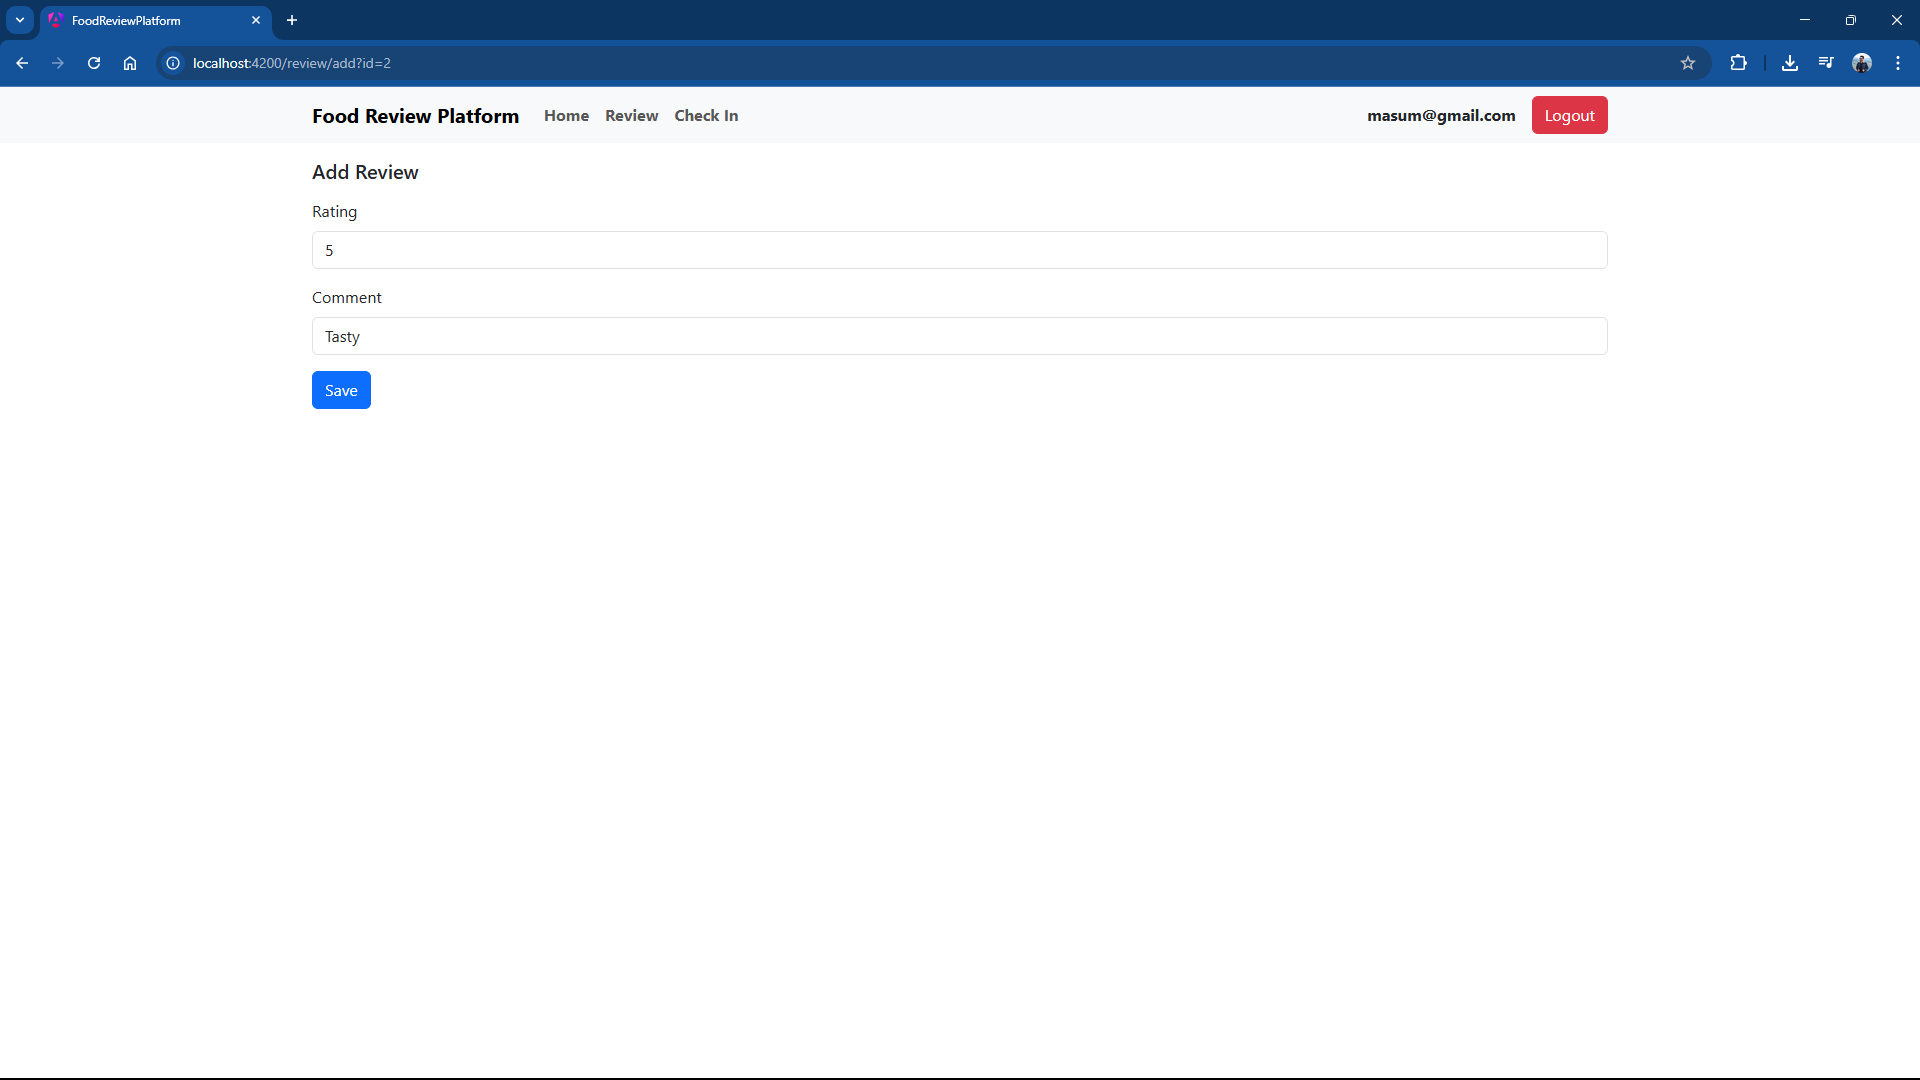 FoodReviewPlatform
localhost:4200/review/add?id=2
Food Review Platform Home Review Check In masum@gmail.com Logout
Add Review
Rating
5
Comment
Tasty
Save